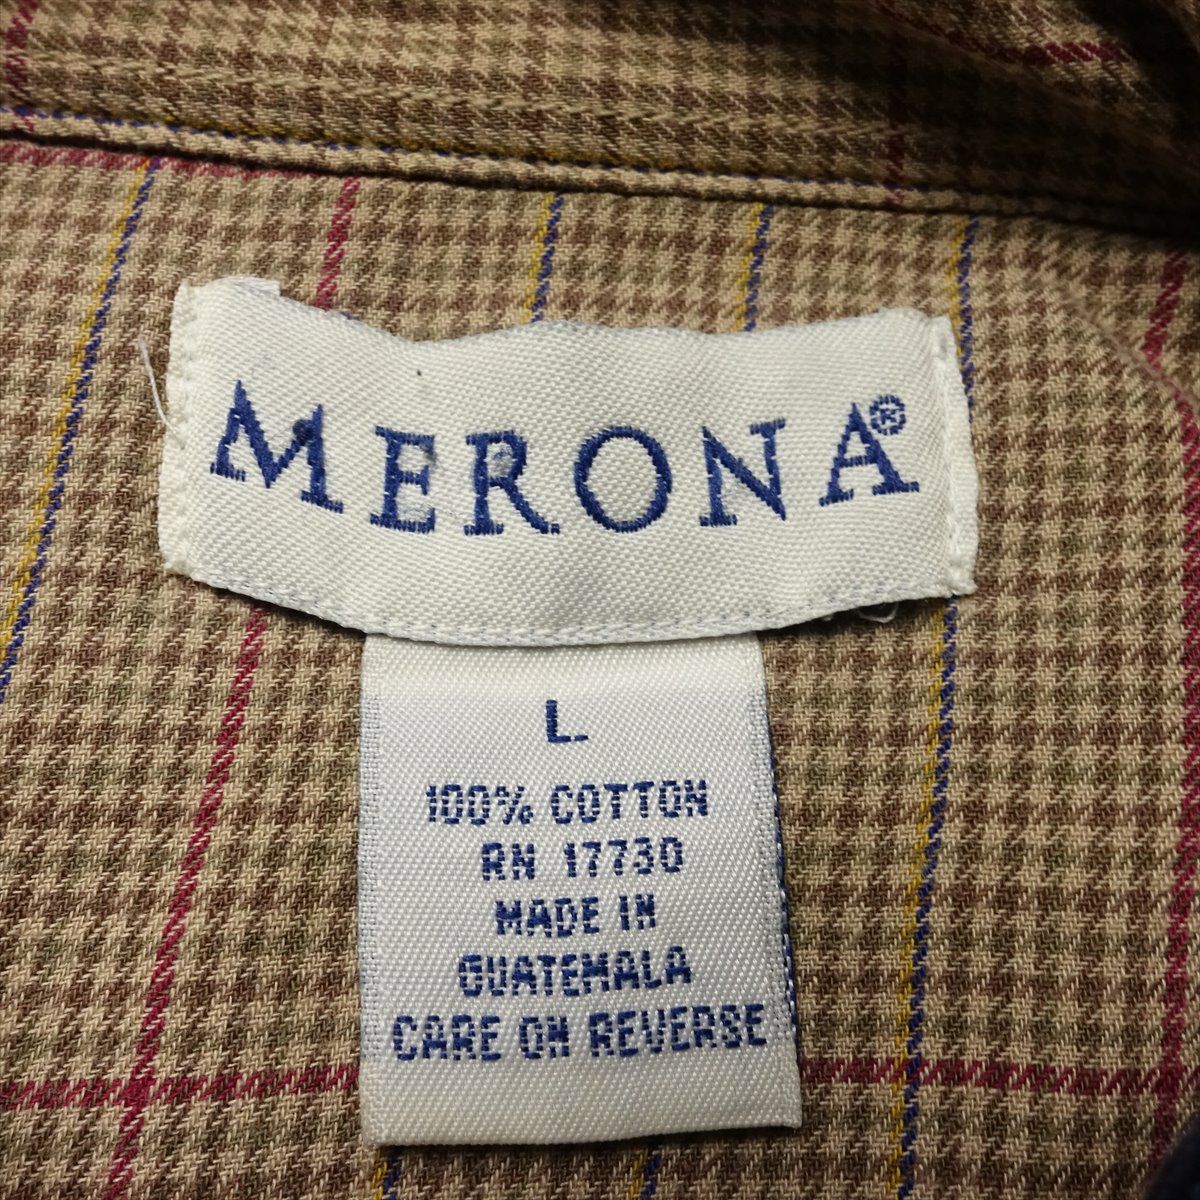 MERONA®
L
100% COTTON
RN 17730
MADE IN
GUATEMALA
CARE ON REVERSE